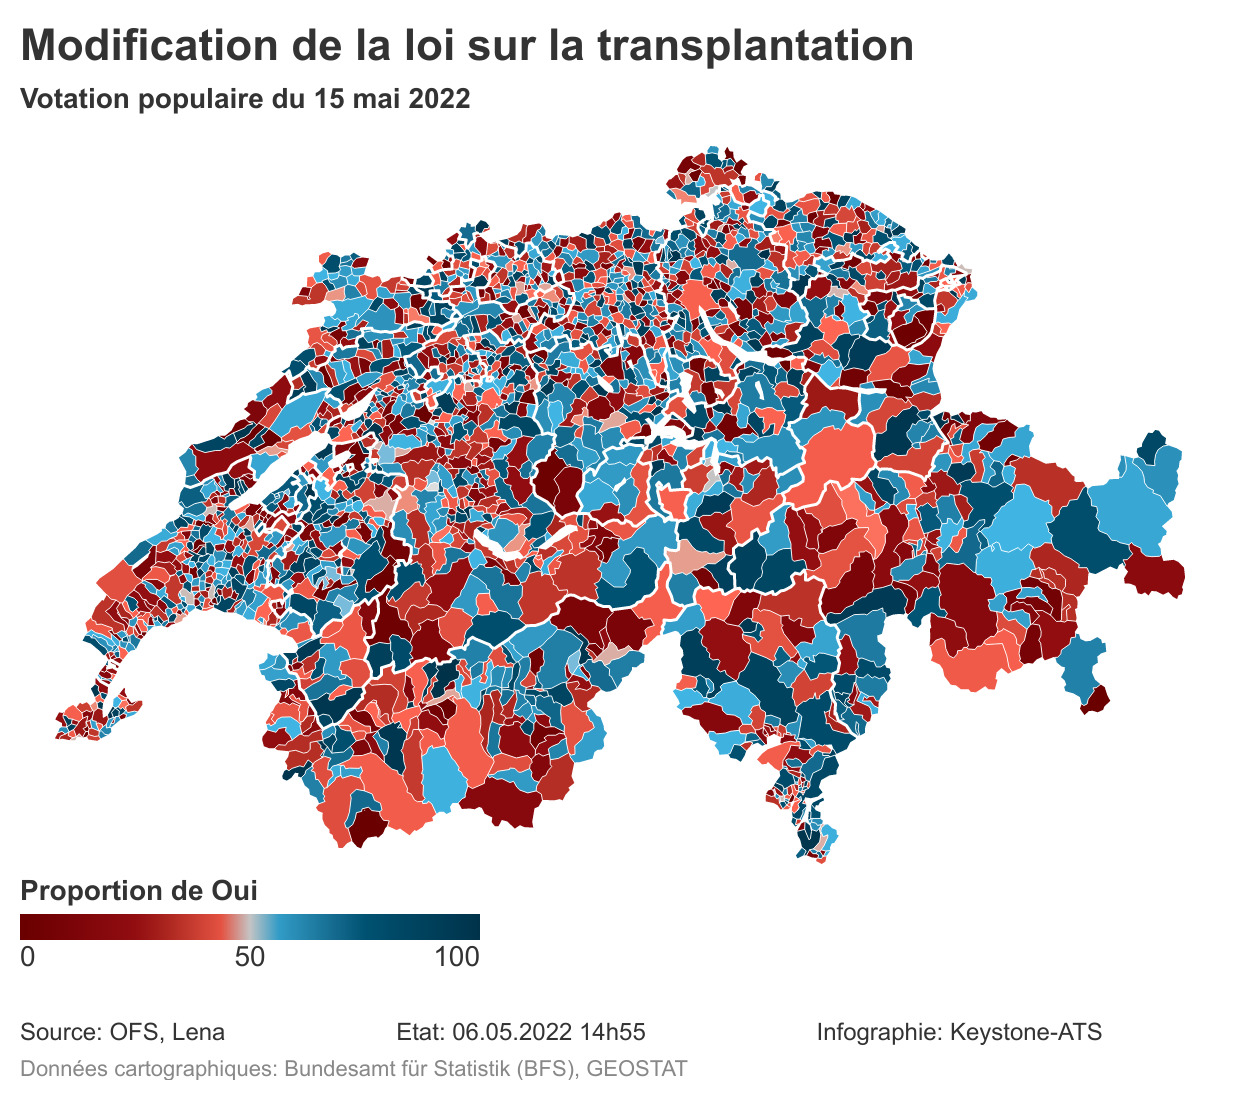 Modification de la loi sur la transplantation
Votation populaire du 15 mai 2022
Proportion de Oui
0 50 100
Source: OFS, Lena Etat: 06.05.2022 14h55 Infographie: Keystone-ATS
Données cartographiques: Bundesamt für Statistik (BFS), GEOSTAT